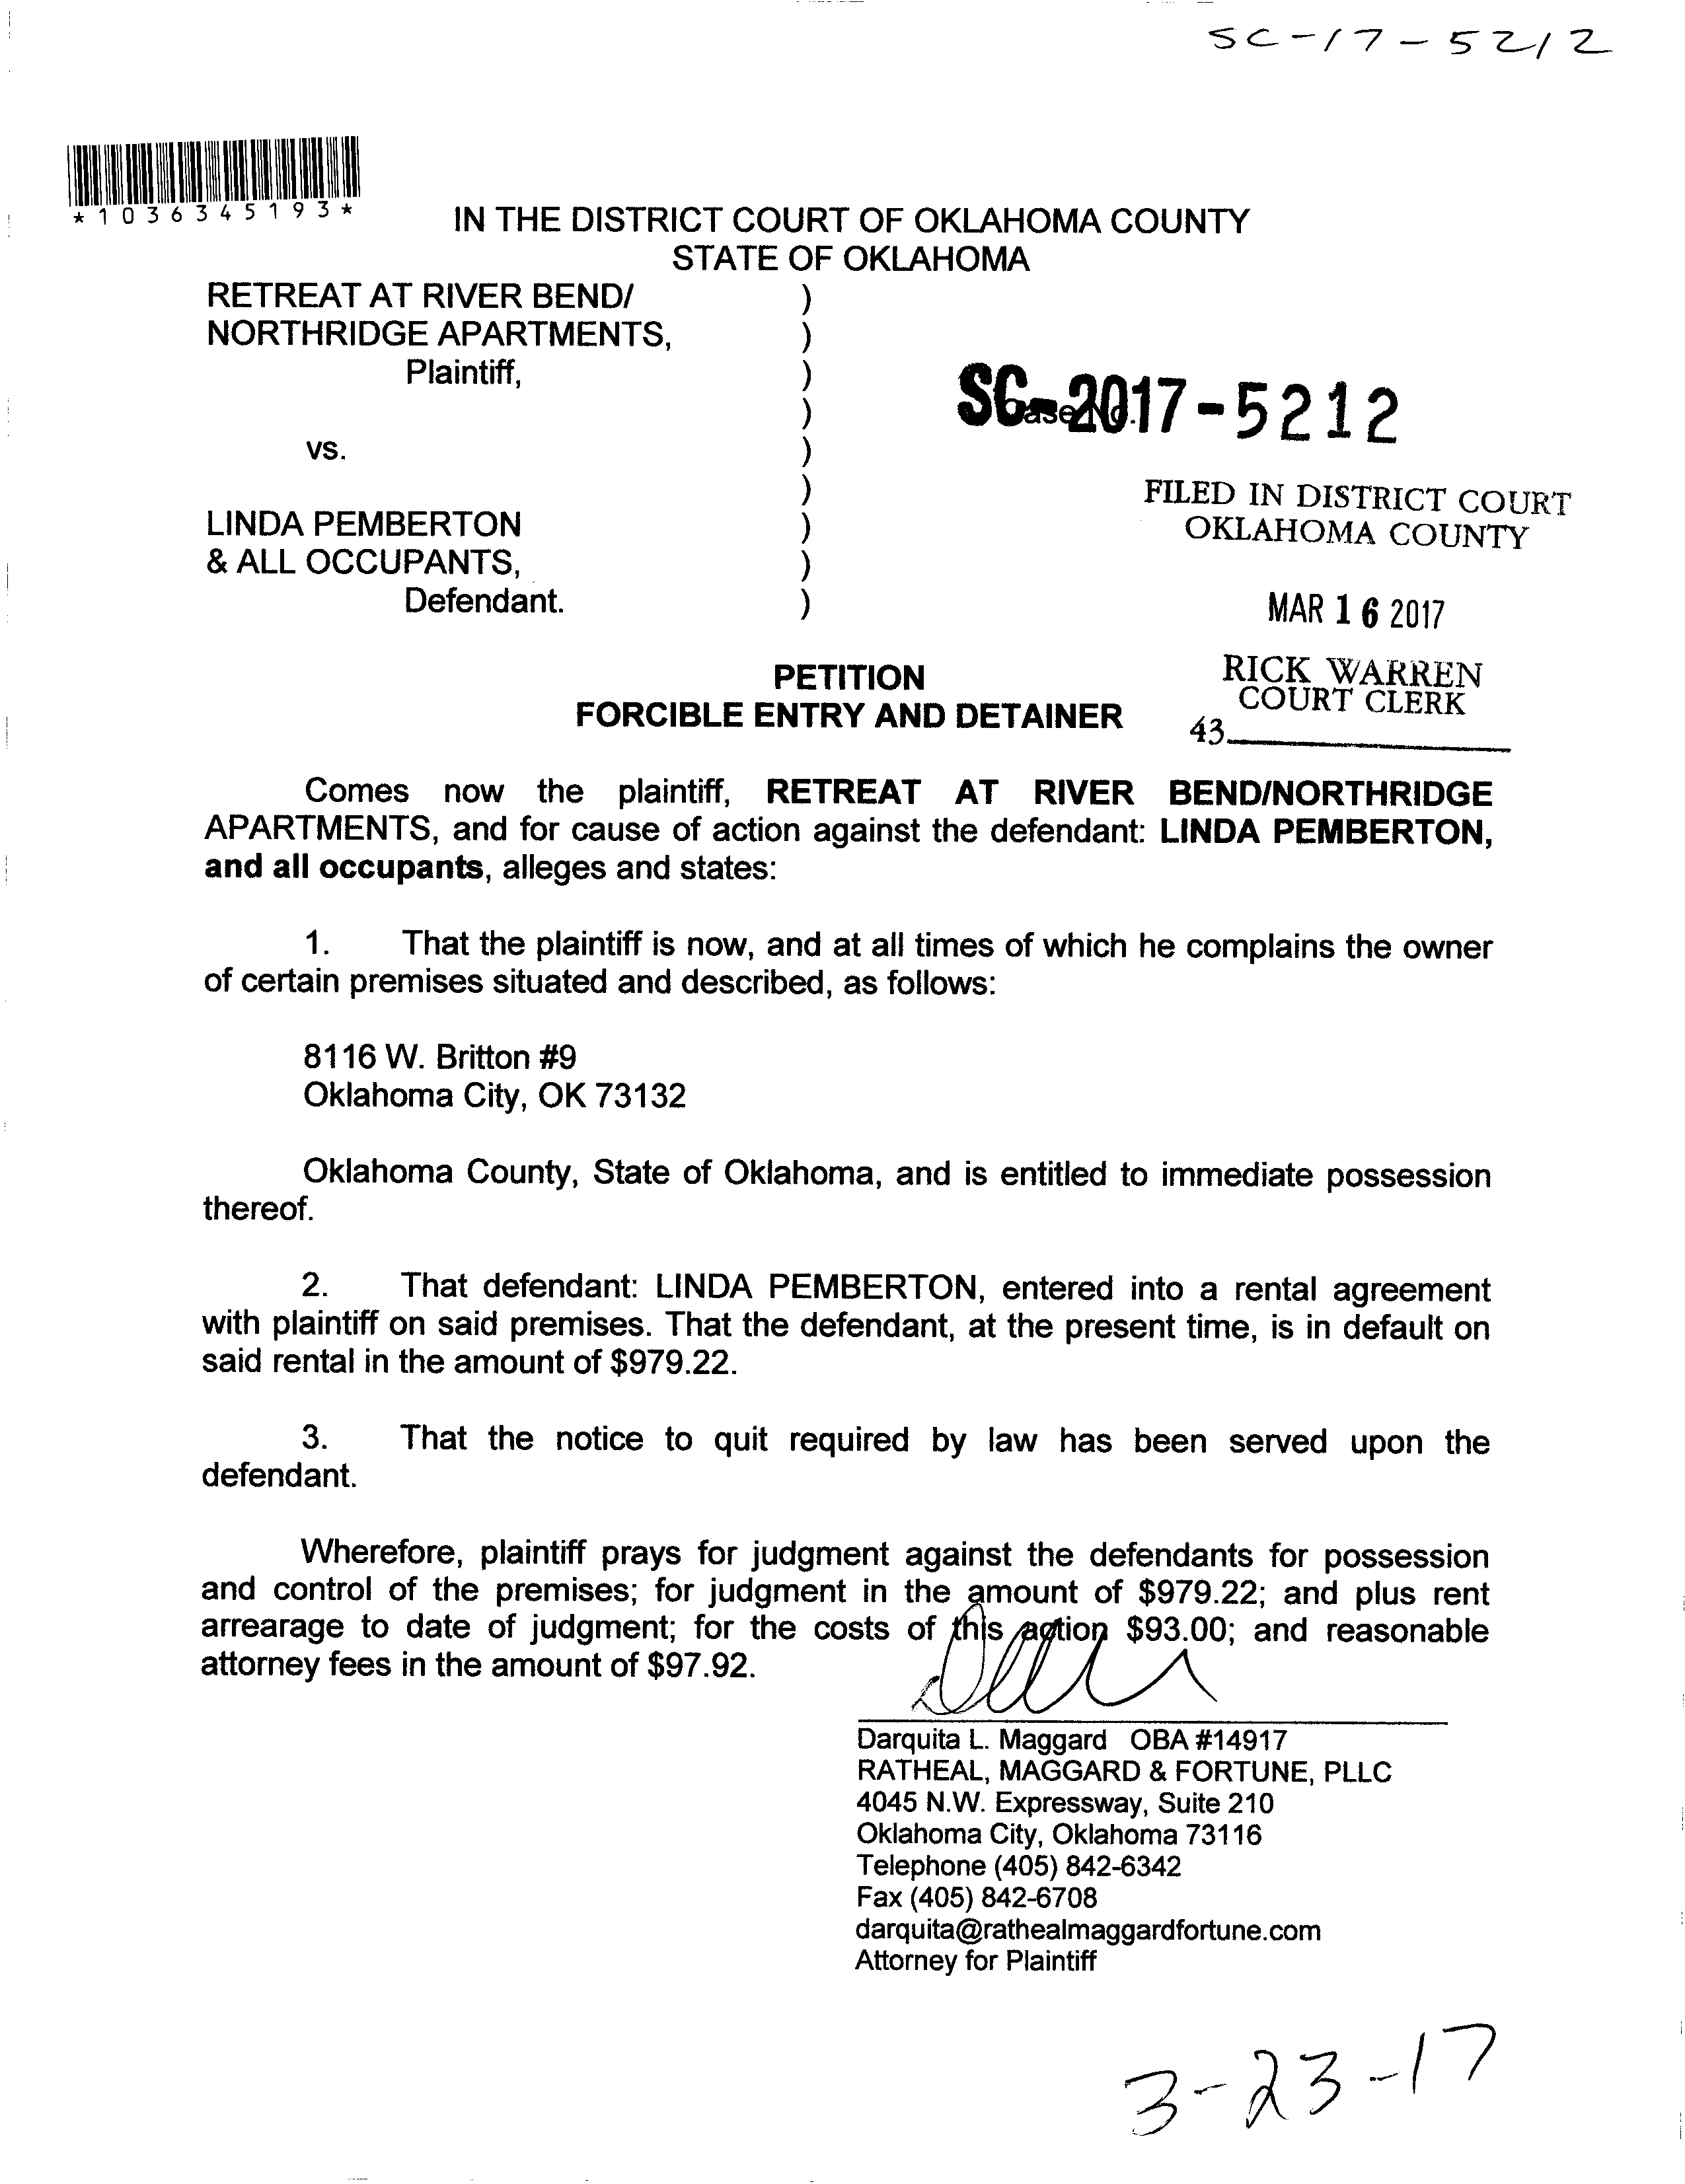 SC-17-5212
*1036345193*
IN THE DISTRICT COURT OF OKLAHOMA COUNTY
STATE OF OKLAHOMA
RETREAT AT RIVER BEND/ )
NORTHRIDGE APARTMENTS, )
Plaintiff, )
)
vs. )
)
LINDA PEMBERTON )
& ALL OCCUPANTS, )
Defendant. )
Case No.
SC-2017-5212
FILED IN DISTRICT COURT
OKLAHOMA COUNTY
MAR 16 2017
RICK WARREN
COURT CLERK
43
PETITION
FORCIBLE ENTRY AND DETAINER
Comes now the plaintiff, RETREAT AT RIVER BEND/NORTHRIDGE
APARTMENTS, and for cause of action against the defendant: LINDA PEMBERTON,
and all occupants, alleges and states:
1. That the plaintiff is now, and at all times of which he complains the owner
of certain premises situated and described, as follows:
8116 W. Britton #9
Oklahoma City, OK 73132
Oklahoma County, State of Oklahoma, and is entitled to immediate possession
thereof.
2. That defendant: LINDA PEMBERTON, entered into a rental agreement
with plaintiff on said premises. That the defendant, at the present time, is in default on
said rental in the amount of $979.22.
3. That the notice to quit required by law has been served upon the
defendant.
Wherefore, plaintiff prays for judgment against the defendants for possession
and control of the premises; for judgment in the amount of $979.22; and plus rent
arrearage to date of judgment; for the costs of this action $93.00; and reasonable
attorney fees in the amount of $97.92.
Darquita L. Maggard OBA #14917
RATHEAL, MAGGARD & FORTUNE, PLLC
4045 N.W. Expressway, Suite 210
Oklahoma City, Oklahoma 73116
Telephone (405) 842-6342
Fax (405) 842-6708
darquita@rathealmaggardfortune.com
Attorney for Plaintiff
3-23-17